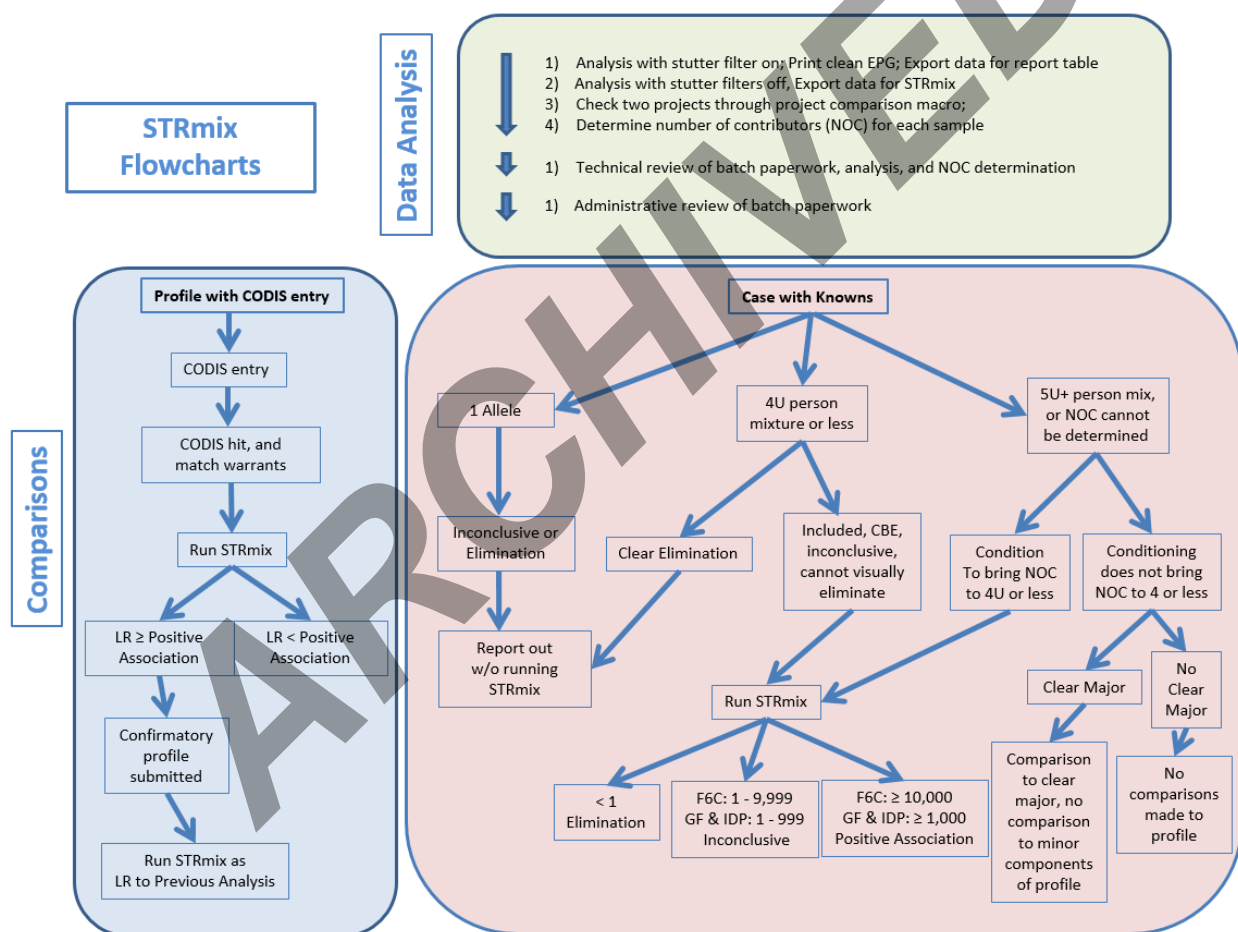 STRmix
Flowcharts
Data Analysis
1) Analysis with stutter filter on; Print clean EPG; Export data for report table
2) Analysis with stutter filters off, Export data for STRmix
3) Check two projects through project comparison macro;
4) Determine number of contributors (NOC) for each sample
1) Technical review of batch paperwork, analysis, and NOC determination
1) Administrative review of batch paperwork
Comparisons
Profile with CODIS entry
CODIS entry
CODIS hit, and
match warrants
Run STRmix
LR ≥ Positive
Association
LR < Positive
Association
Confirmatory
profile
submitted
Run STRmix as
LR to Previous Analysis
Case with Knowns
1 Allele
Inconclusive or
Elimination
Report out
w/o running
STRmix
4U person
mixture or less
Clear Elimination
Included, CBE,
inconclusive,
cannot visually
eliminate
Run STRmix
< 1
Elimination
F6C: 1 - 9,999
GF & IDP: 1 - 999
Inconclusive
F6C: ≥ 10,000
GF & IDP: ≥ 1,000
Positive Association
5U+ person mix,
or NOC cannot
be determined
Condition
To bring NOC
to 4U or less
Conditioning
does not bring
NOC to 4 or less
Clear Major
No
Clear
Major
Comparison
to clear
major, no
comparison
to minor
components
of profile
No
comparisons
made to
profile
ARCHIVED